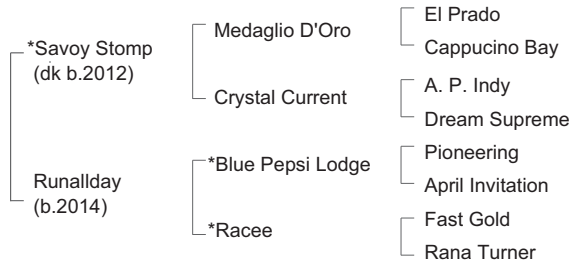 El Prado
Medaglio D'Oro
*Savoy Stomp
Cappucino Bay
(dk b.2012)
A. P. Indy
Crystal Current
Dream Supreme
Pioneering
*Blue Pepsi Lodge
Runallday
April Invitation
(b.2014)
Fast Gold
*Racee
Rana Turner